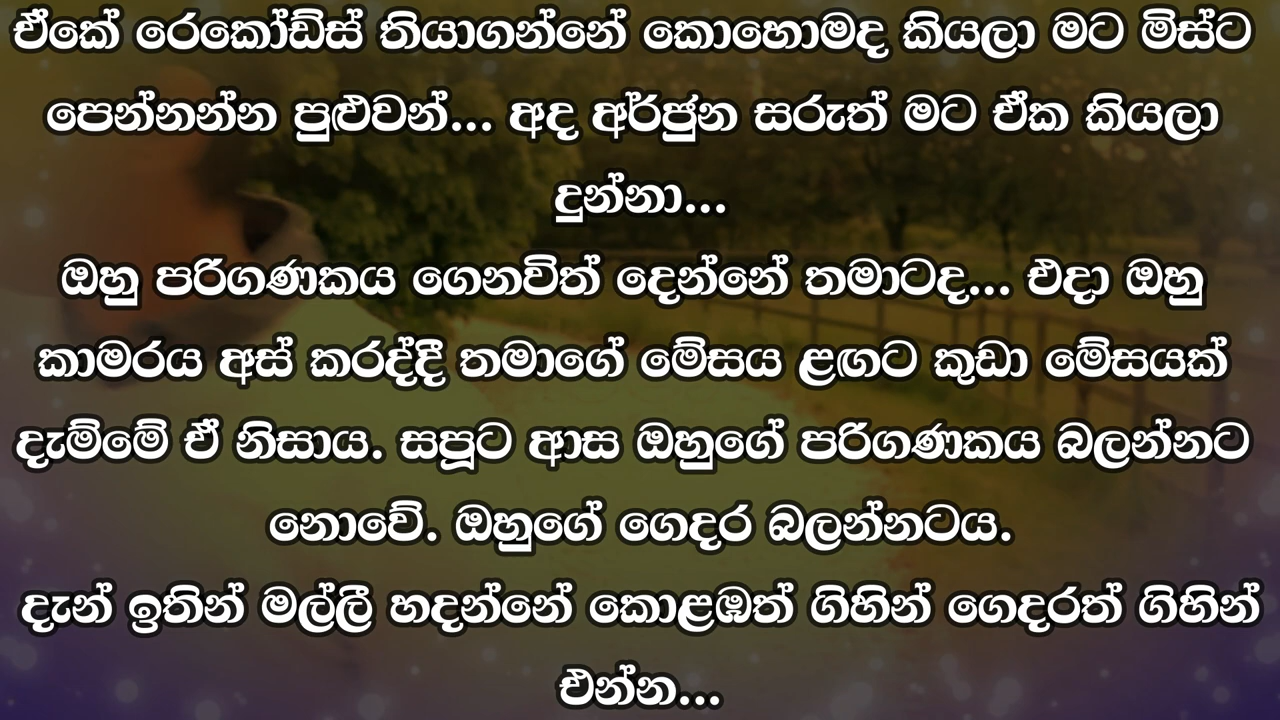 ඒකේ රෙකෝඩ්ස් තියාගන්නේ කොහොමද කියලා මට මිස්ට
පෙන්නන්න පුළුවන්... අද අර්ජුන සරුත් මට ඒක කියලා
දුන්නා...
ඔහු පරිගණකය ගෙනවිත් දෙන්නේ තමාටද... එදා ඔහු
කාමරය අස් කරද්දී තමාගේ මේසය ළඟට කුඩා මේසයක්
දැම්මේ ඒ නිසාය. සපූට ආස ඔහුගේ පරිගණකය බලන්නට
නොවේ. ඔහුගේ ගෙදර බලන්නටය.
දැන් ඉතින් මල්ලී හදන්නේ කොළඹත් ගිහින් ගෙදරත් ගිහින්
එන්න...